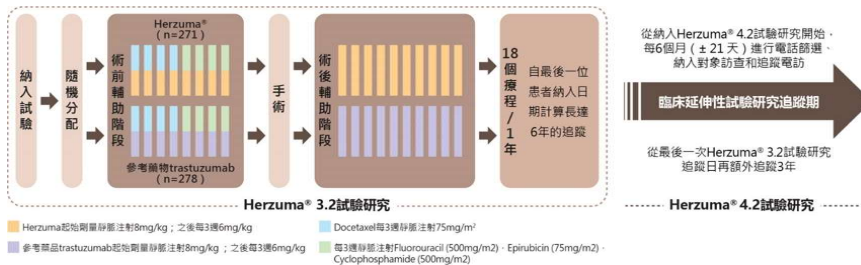 納入試驗
隨機分配
Herzuma®
(n=271)
術前輔助階段
參考藥物trastuzumab
(n=278)
手術
術後輔助階段
18個療程/1年
自最後一位
患者納入日
期計算長達
6年的追蹤
Herzuma® 3.2試驗研究
從納入Herzuma® 4.2試驗研究開始，
每6個月（± 21 天）進行電話篩選、
納入對象訪查和追蹤電訪
臨床延伸性試驗研究追蹤期
從最後一次Herzuma® 3.2試驗研究
追蹤日再額外追蹤3年
Herzuma® 4.2試驗研究
Herzuma起始劑量靜脈注射8mg/kg；之後每3週6mg/kg
參考藥品trastuzumab起始劑量靜脈注射8mg/kg；之後每3週6mg/kg
Docetaxel每3週靜脈注射75mg/m²
每3週靜脈注射Fluorouracil (500mg/m2)、Epirubicin (75mg/m2)、
Cyclophosphamide (500mg/m2)